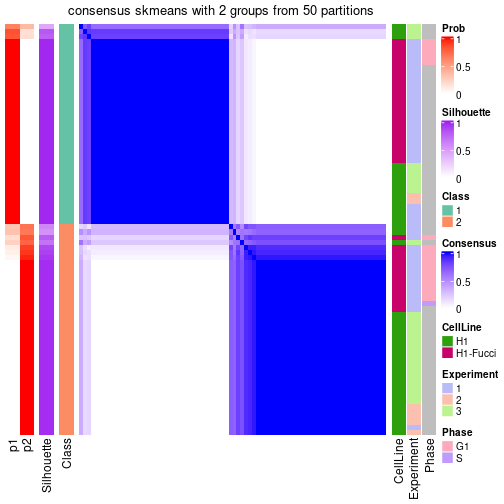 consensus skmeans with 2 groups from 50 partitions
Prob
1
0.5
0
Silhouette
1
0.5
0
Class
1
2
Consensus
1
0.5
0
CellLine
H1
H1-Fucci
Experiment
1
2
3
Phase
G1
S
p1
p2
Silhouette
Class
CellLine
Experiment
Phase